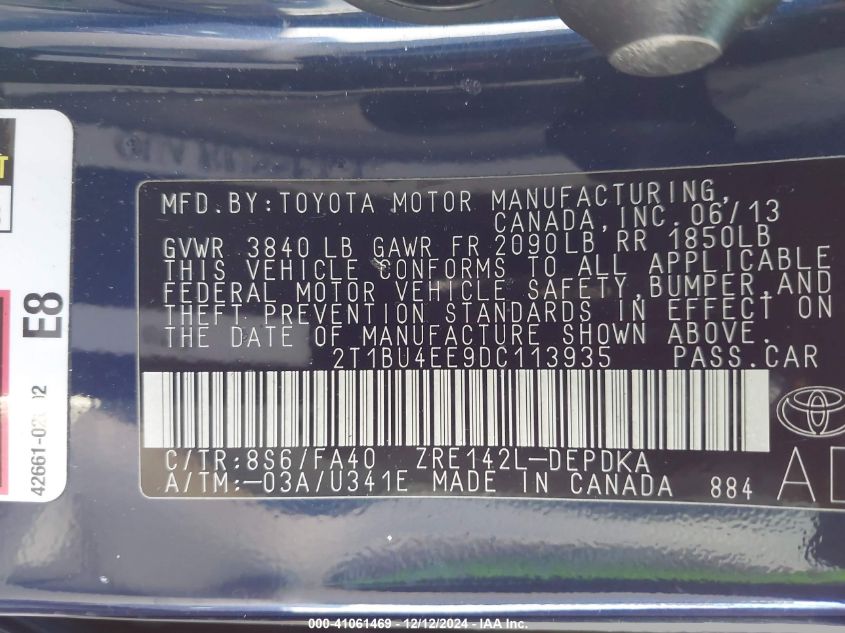 MFD.BY:TOYOTA MOTOR MANUFACTURING,
CANADA,INC.06/13
GVWR 3840 LB GAWR FR 2090LB RR 1850LB
THIS VEHICLE CONFORMS TO ALL APPLICABLE
FEDERAL MOTOR VEHICLE SAFETY,BUMPER,AND
THEFT PREVENTION STANDARDS IN EFFECT ON
THE DATE OF MANUFACTURE SHOWN ABOVE.
2T1BU4EE9DC113935 PASS.CAR
C/TR:8S6/FA40 ZRE142L-DEPDKA
A/TM:-03A/U341E MADE IN CANADA 884
E8
000-41061469 - 12/12/2024 - IAA Inc.